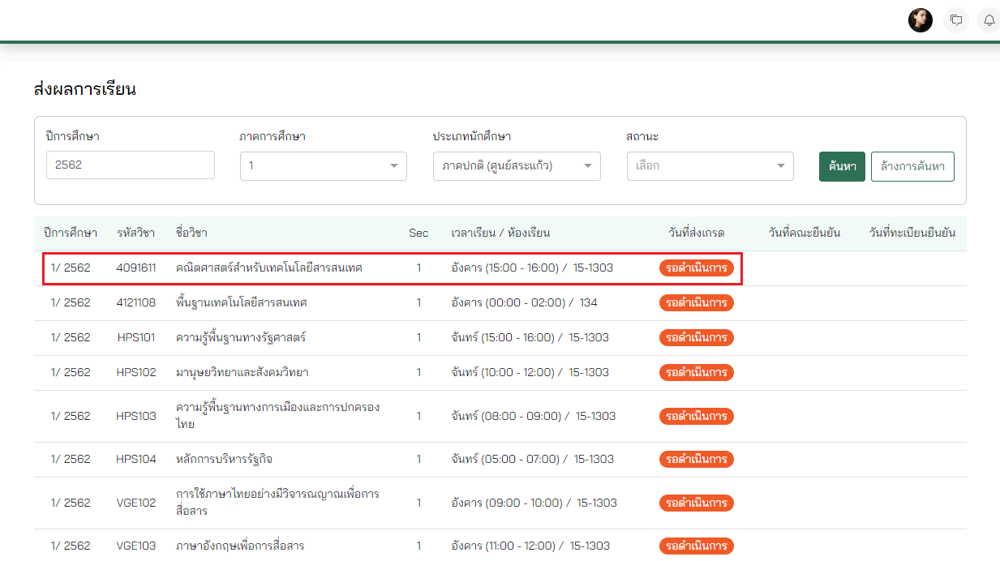 ส่งผลการเรียน
ปีการศึกษา ภาคการศึกษา ประเภทนักศึกษา สถานะ
2562 1 ภาคปกติ (ศูนย์สระแก้ว) เลือก ค้นหา ล้างการค้นหา
ปีการศึกษา รหัสวิชา ชื่อวิชา Sec เวลาเรียน / ห้องเรียน วันที่ส่งเกรด วันที่คณะยืนยัน วันที่ทะเบียนยืนยัน
1/ 2562 4091611 คณิตศาสตร์สำหรับเทคโนโลยีสารสนเทศ 1 อังคาร (15:00 - 16:00) / 15-1303 รอดำเนินการ
1/ 2562 4121108 พื้นฐานเทคโนโลยีสารสนเทศ 1 อังคาร (00:00 - 02:00) / 134 รอดำเนินการ
1/ 2562 HPS101 ความรู้พื้นฐานทางรัฐศาสตร์ 1 จันทร์ (15:00 - 16:00) / 15-1303 รอดำเนินการ
1/ 2562 HPS102 มานุษยวิทยาและสังคมวิทยา 1 จันทร์ (10:00 - 12:00) / 15-1303 รอดำเนินการ
1/ 2562 HPS103 ความรู้พื้นฐานทางการเมืองและการปกครอง
ไทย 1 จันทร์ (08:00 - 09:00) / 15-1303 รอดำเนินการ
1/ 2562 HPS104 หลักการบริหารรัฐกิจ 1 จันทร์ (05:00 - 07:00) / 15-1303 รอดำเนินการ
1/ 2562 VGE102 การใช้ภาษาไทยอย่างมีวิจารณญาณเพื่อการ
สื่อสาร 1 อังคาร (09:00 - 10:00) / 15-1303 รอดำเนินการ
1/ 2562 VGE103 ภาษาอังกฤษเพื่อการสื่อสาร 1 อังคาร (11:00 - 12:00) / 15-1303 รอดำเนินการ